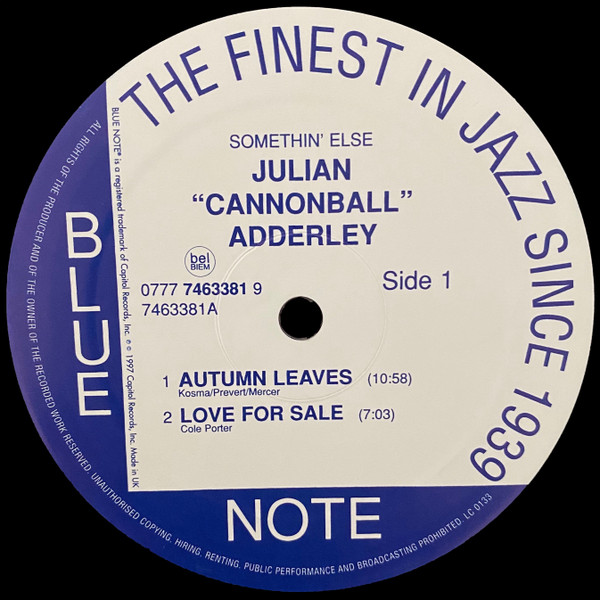 THE FINEST IN JAZZ SINCE 1939
SOMETHIN' ELSE
JULIAN
“CANNONBALL”
ADDERLEY
bel
BIEM
0777 7463381 9
7463381A
Side 1
1 AUTUMN LEAVES (10:58)
Kosma/Prevert/Mercer
2 LOVE FOR SALE (7:03)
Cole Porter
BLUE
NOTE
BLUE NOTE® is a registered trademark of Capitol Records, Inc. ℗ © 1997 Capitol Records, Inc. Made in UK
ALL RIGHTS OF THE PRODUCER AND OF THE OWNER OF THE RECORDED WORK RESERVED. UNAUTHORISED COPYING, HIRING, RENTING, PUBLIC PERFORMANCE AND BROADCASTING PROHIBITED. LC 0133